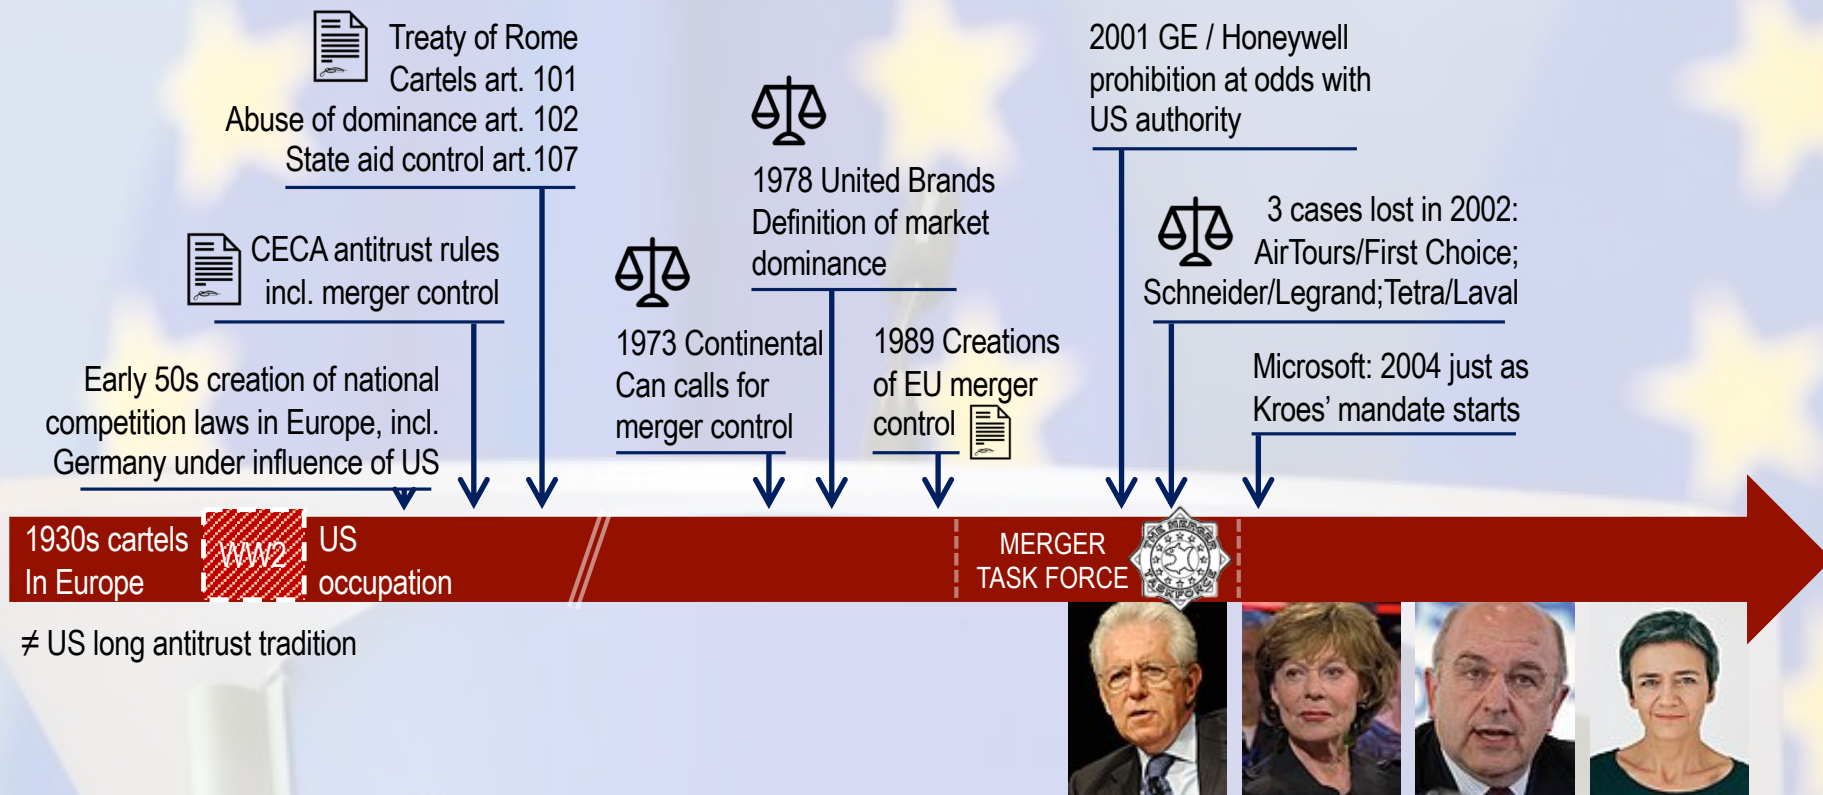 Treaty of Rome
Cartels art. 101
Abuse of dominance art. 102
State aid control art.107
CECA antitrust rules
incl. merger control
Early 50s creation of national
competition laws in Europe, incl.
Germany under influence of US
1973 Continental
Can calls for
merger control
1978 United Brands
Definition of market
dominance
1989 Creations
of EU merger
control
2001 GE / Honeywell
prohibition at odds with
US authority
3 cases lost in 2002:
AirTours/First Choice;
Schneider/Legrand;Tetra/Laval
Microsoft: 2004 just as
Kroes’ mandate starts
1930s cartels
In Europe
WW2
US
occupation
MERGER
TASK FORCE
THE MERGER
TASKFORCE
≠ US long antitrust tradition